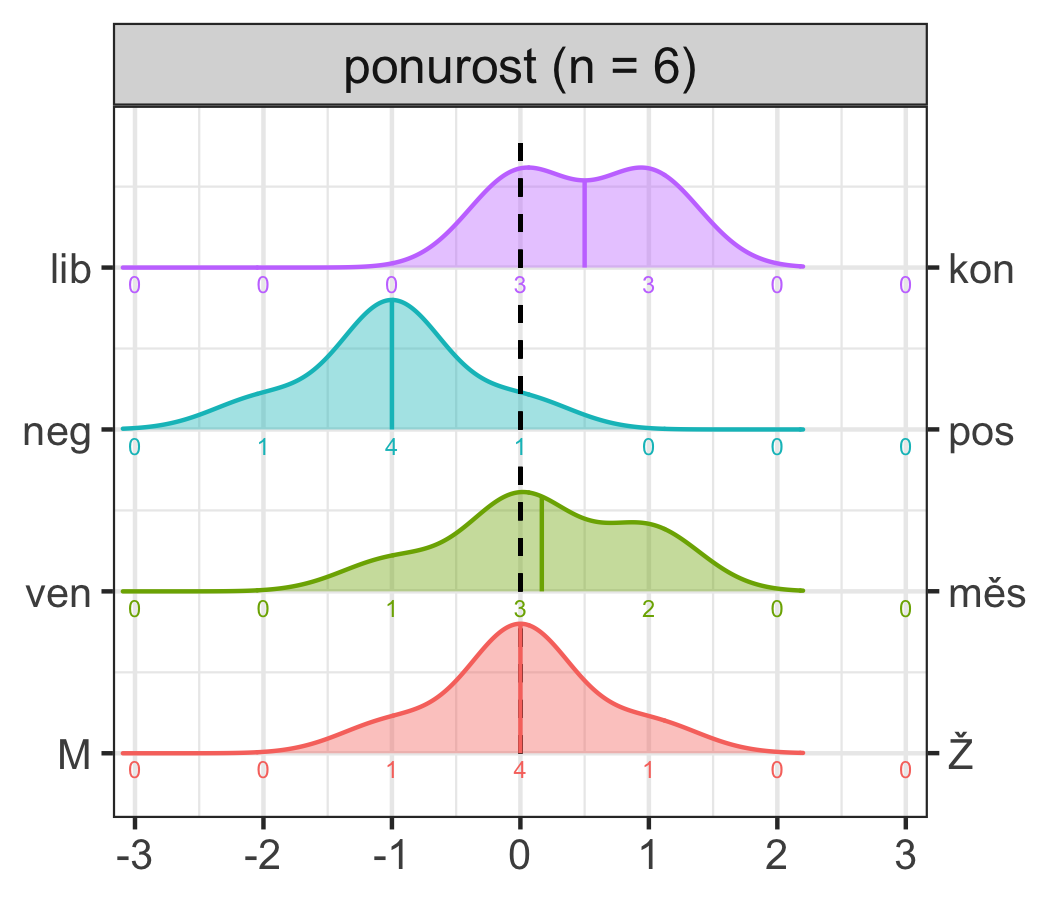 ponurost (n = 6)
lib kon
0 0 0 3 3 0 0
neg pos
0 1 4 1 0 0 0
ven měs
0 0 1 3 2 0 0
M Ž
0 0 1 4 1 0 0
-3 -2 -1 0 1 2 3